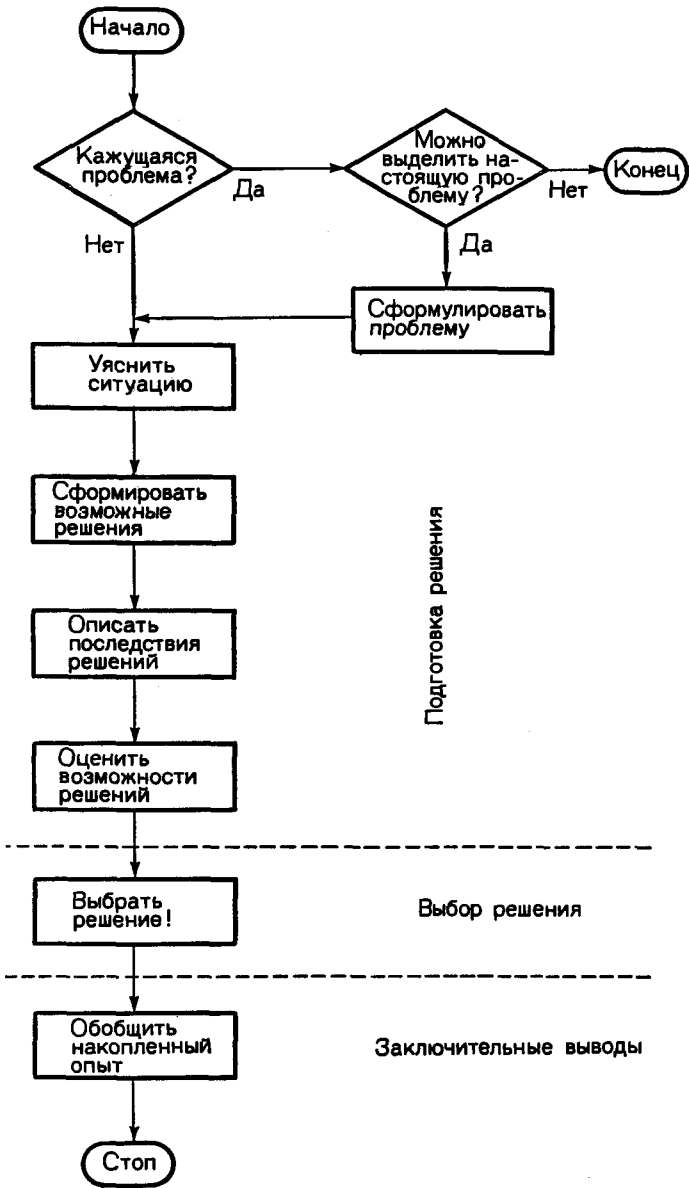 Начало
Кажущаяся
проблема?
Да
Можно
выделить на-
стоящую про-
блему?
Нет
Конец
Нет
Да
Сформулировать
проблему
Уяснить
ситуацию
Сформировать
возможные
решения
Описать
последствия
решений
Подготовка решения
Оценить
возможности
решений
Выбрать
решение!
Выбор решения
Обобщить
накопленный
опыт
Заключительные выводы
Стоп